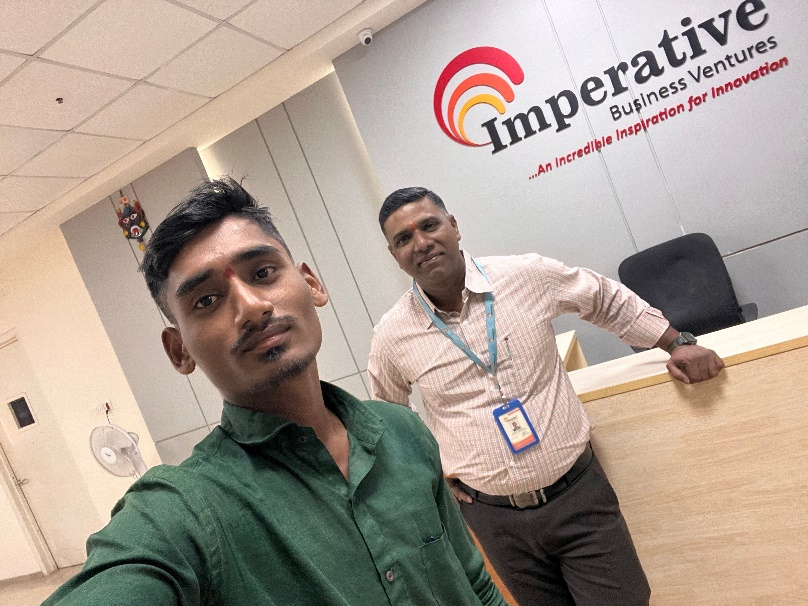 Imperative
Business Ventures
...An Incredible Inspiration for Innovation